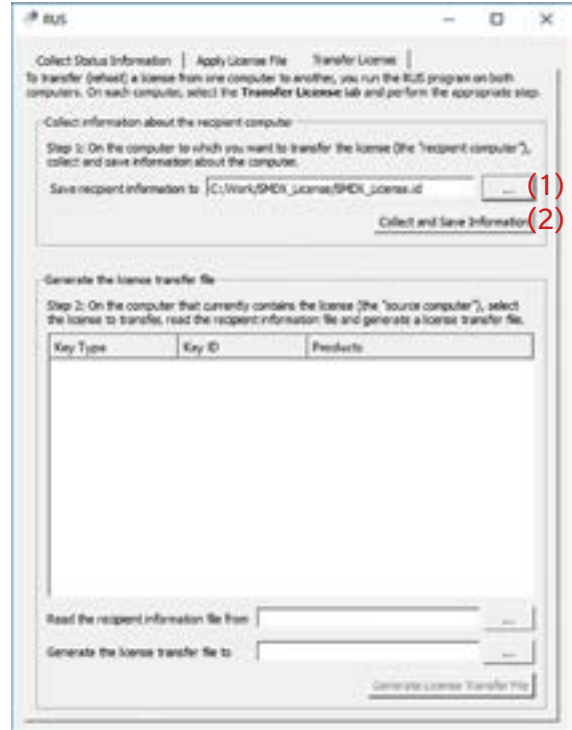 RUS
Collect Status Information Apply License File Transfer License
To transfer (rehost) a license from one computer to another, you run the RUS program on both
computers. On each computer, select the Transfer License tab and perform the appropriate step.
Collect information about the recipient computer
Step 1: On the computer to which you want to transfer the license (the "recipient computer"),
collect and save information about the computer.
Save recipient information to C:/Work/SMDX_License/SMDX_License.id ... (1)
Collect and Save Information (2)
Generate the license transfer file
Step 2: On the computer that currently contains the license (the "source computer"), select
the license to transfer, read the recipient information file and generate a license transfer file.
Key Type Key ID Products
Read the recipient information file from ...
Generate the license transfer file to ...
Generate License Transfer File